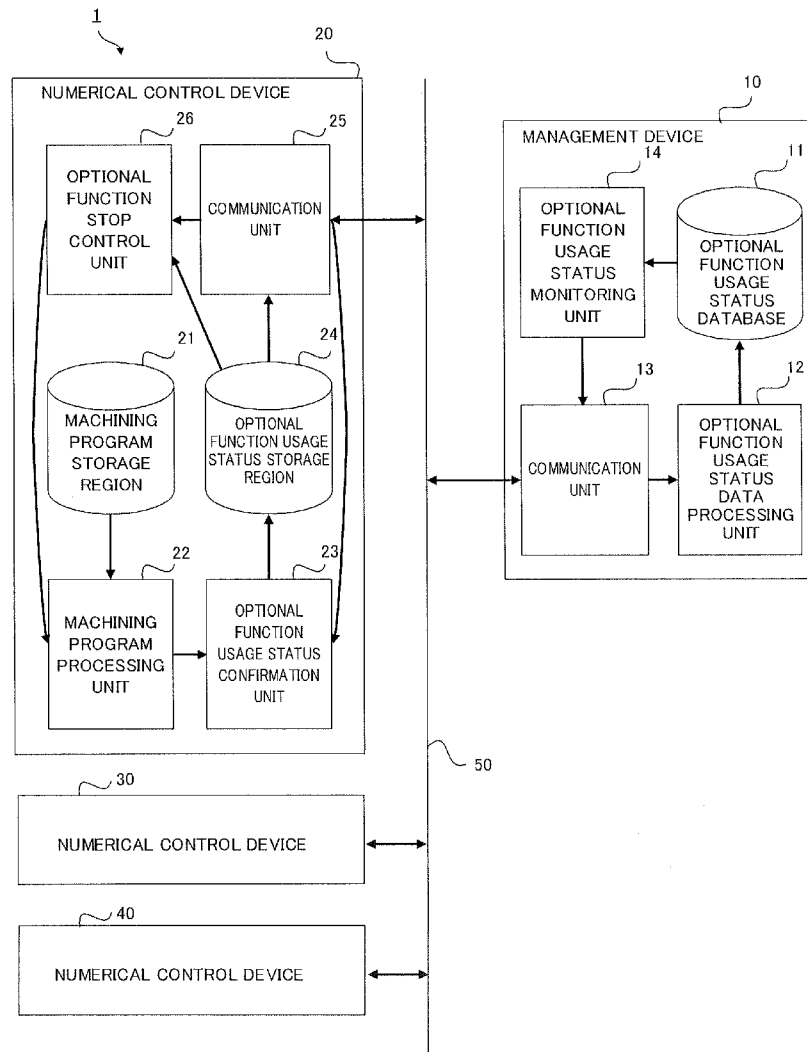 1
20
NUMERICAL CONTROL DEVICE
26
25
OPTIONAL
FUNCTION
STOP
CONTROL
UNIT
COMMUNICATION
UNIT
21
24
MACHINING
PROGRAM
STORAGE
REGION
OPTIONAL
FUNCTION USAGE
STATUS STORAGE
REGION
22
23
MACHINING
PROGRAM
PROCESSING
UNIT
OPTIONAL
FUNCTION
USAGE STATUS
CONFIRMATION
UNIT
10
MANAGEMENT DEVICE
14
11
OPTIONAL
FUNCTION
USAGE
STATUS
MONITORING
UNIT
OPTIONAL
FUNCTION
USAGE
STATUS
DATABASE
13
12
COMMUNICATION
UNIT
OPTIONAL
FUNCTION
USAGE
STATUS
DATA
PROCESSING
UNIT
50
30
NUMERICAL CONTROL DEVICE
40
NUMERICAL CONTROL DEVICE